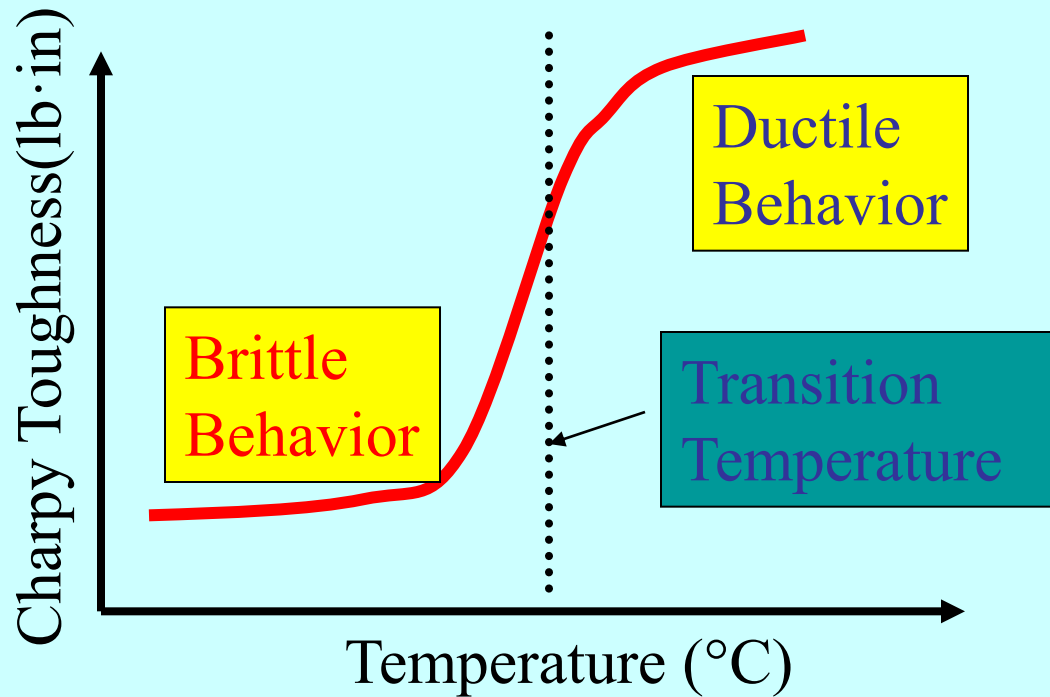 Charpy Toughness(lb·in)
Ductile
Behavior
Brittle
Behavior
Transition
Temperature
Temperature (°C)